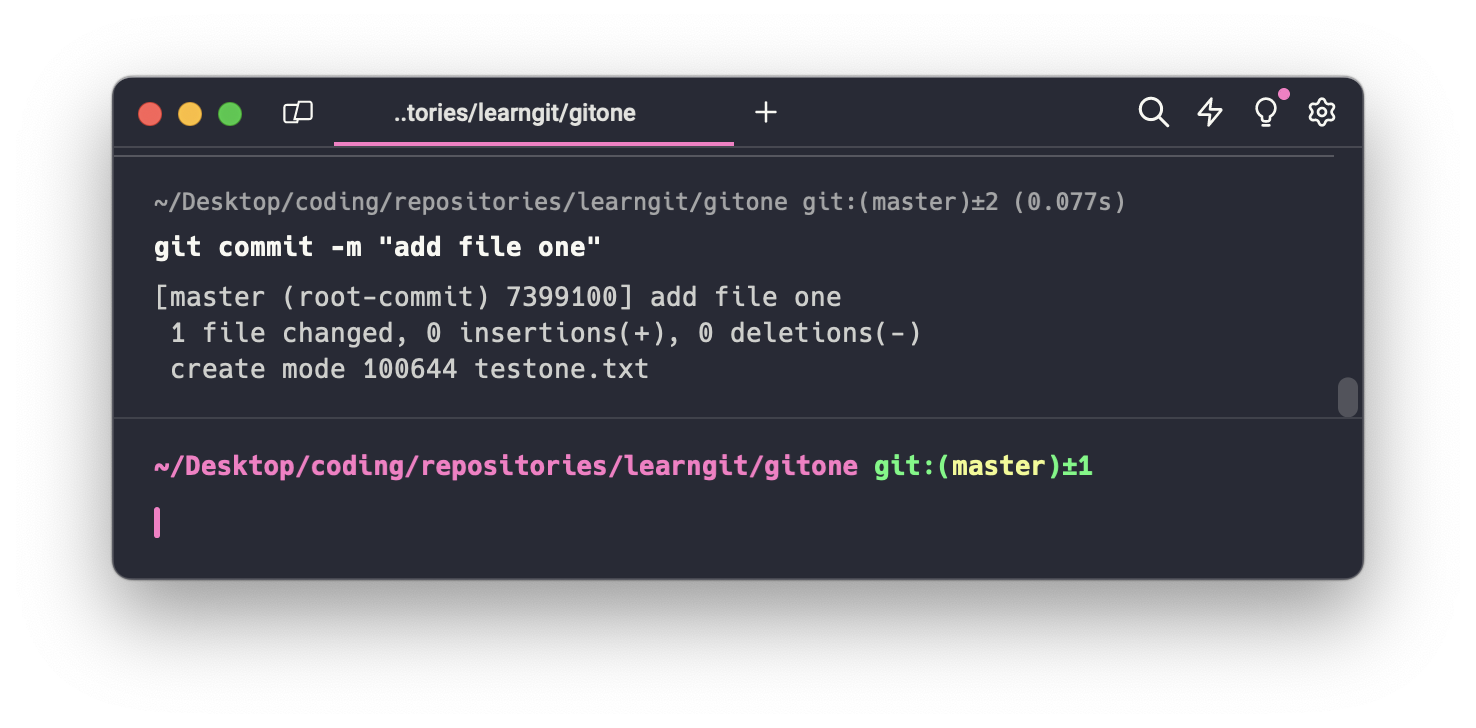 ..tories/learngit/gitone
~/Desktop/coding/repositories/learngit/gitone git:(master)±2 (0.077s)
git commit -m "add file one"
[master (root-commit) 7399100] add file one
 1 file changed, 0 insertions(+), 0 deletions(-)
 create mode 100644 testone.txt
~/Desktop/coding/repositories/learngit/gitone git:(master)±1